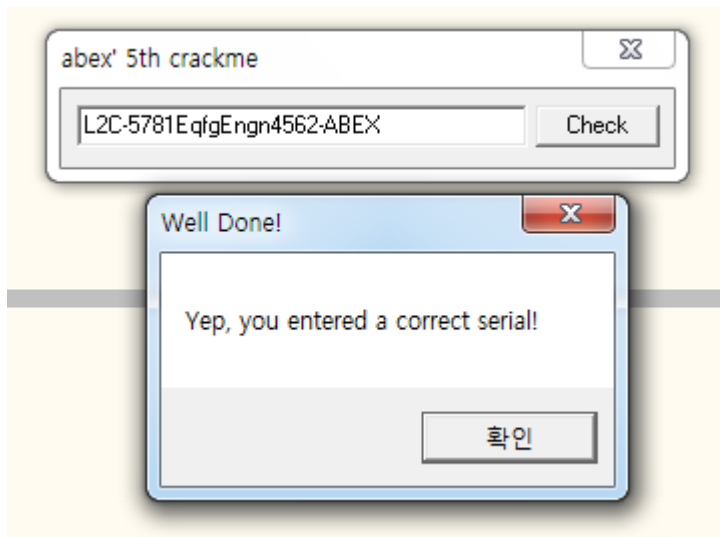 abex' 5th crackme
L2C-5781EqfgEngn4562-ABEX
Check
Well Done!
Yep, you entered a correct serial!
확인